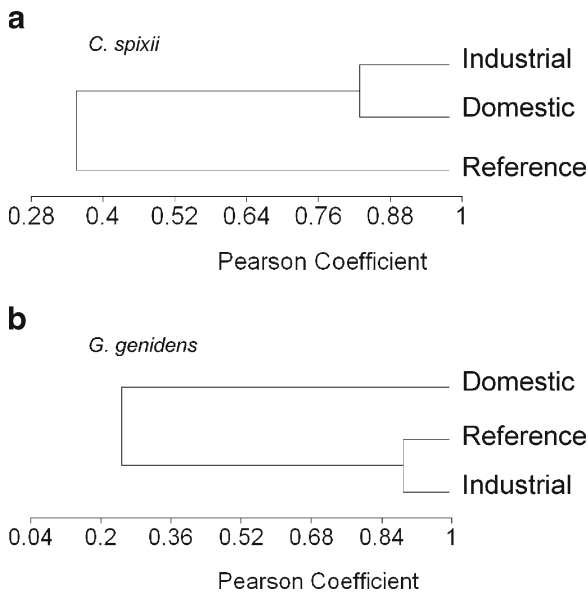 a
C. spixii
Industrial
Domestic
Reference
0.28 0.4 0.52 0.64 0.76 0.88 1
Pearson Coefficient
b
G. genidens
Domestic
Reference
Industrial
0.04 0.2 0.36 0.52 0.68 0.84 1
Pearson Coefficient